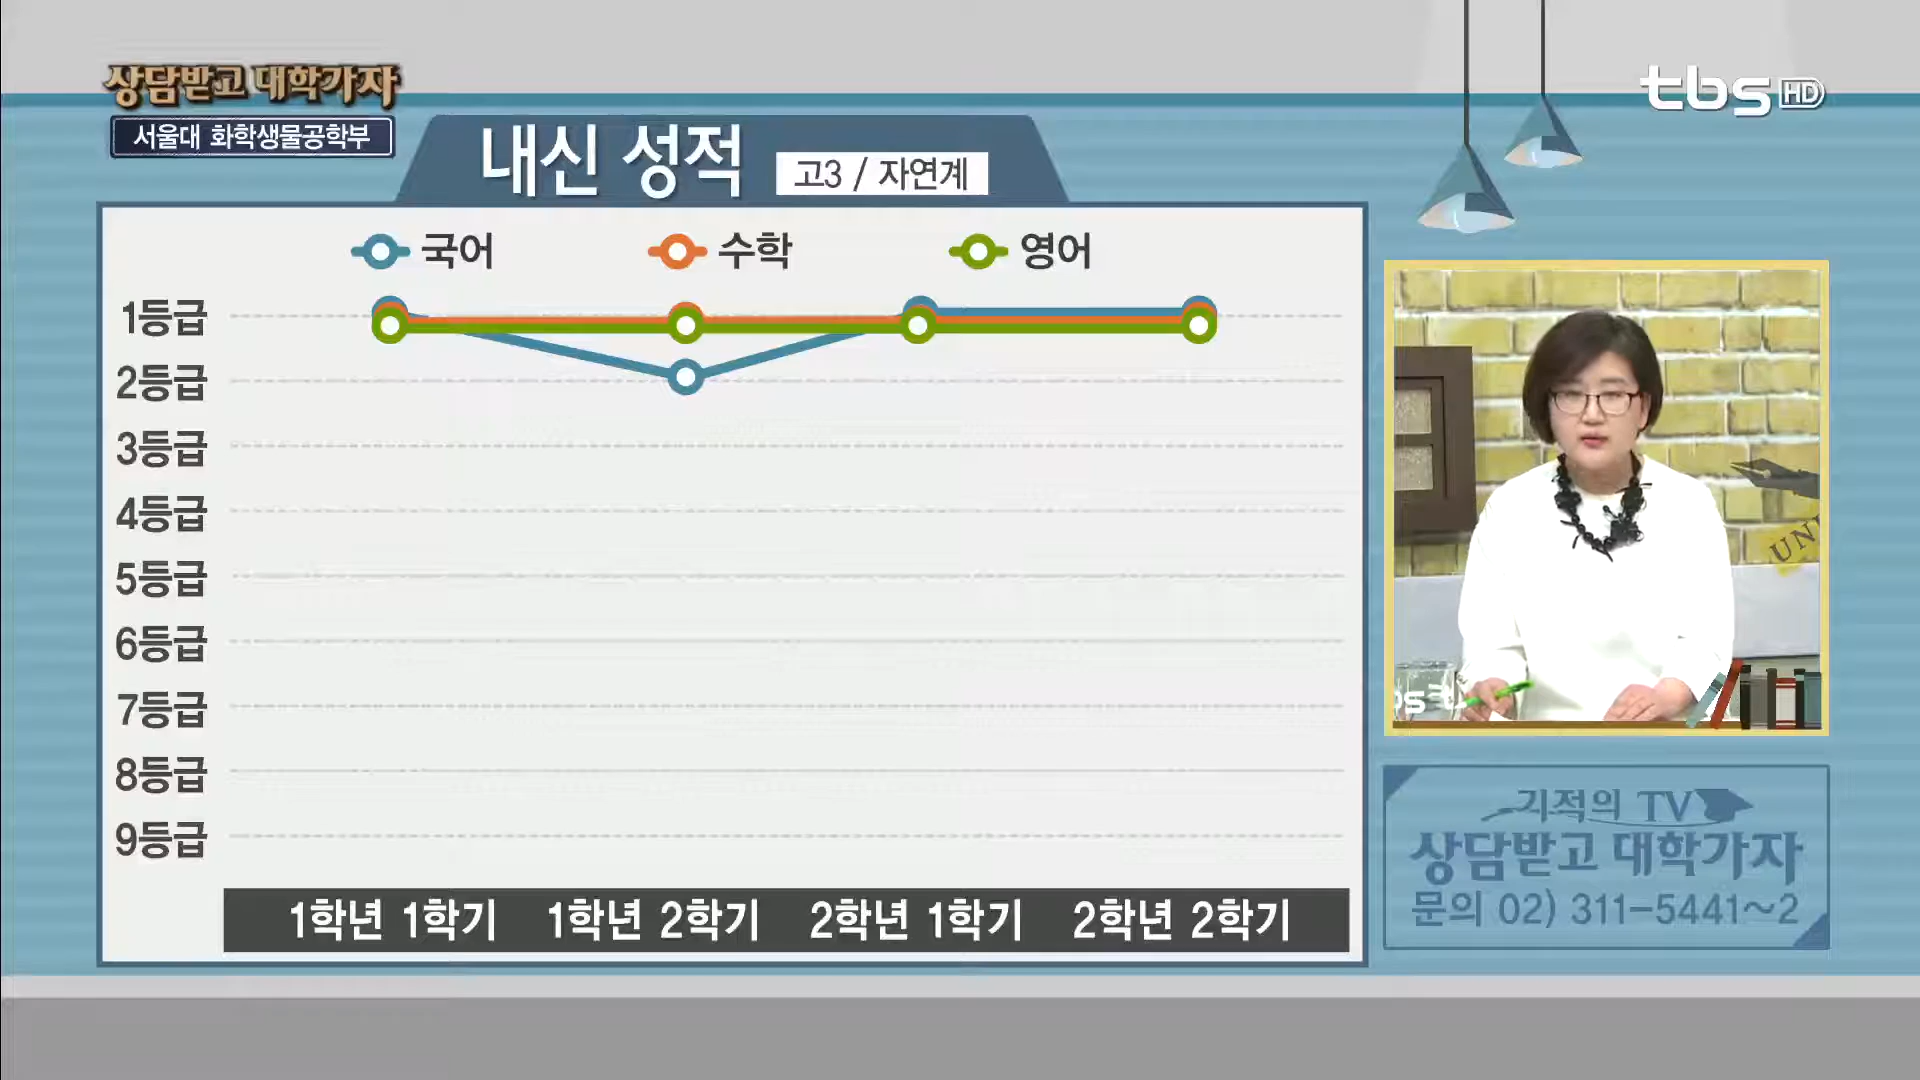 상담받고 대학가자
서울대 화학생물공학부
tbs HD
내신 성적
고3 / 자연계
국어
수학
영어
1등급
2등급
3등급
4등급
5등급
6등급
7등급
8등급
9등급
1학년 1학기
1학년 2학기
2학년 1학기
2학년 2학기
UNI
기적의 TV
상담받고 대학가자
문의 02) 311-5441~2